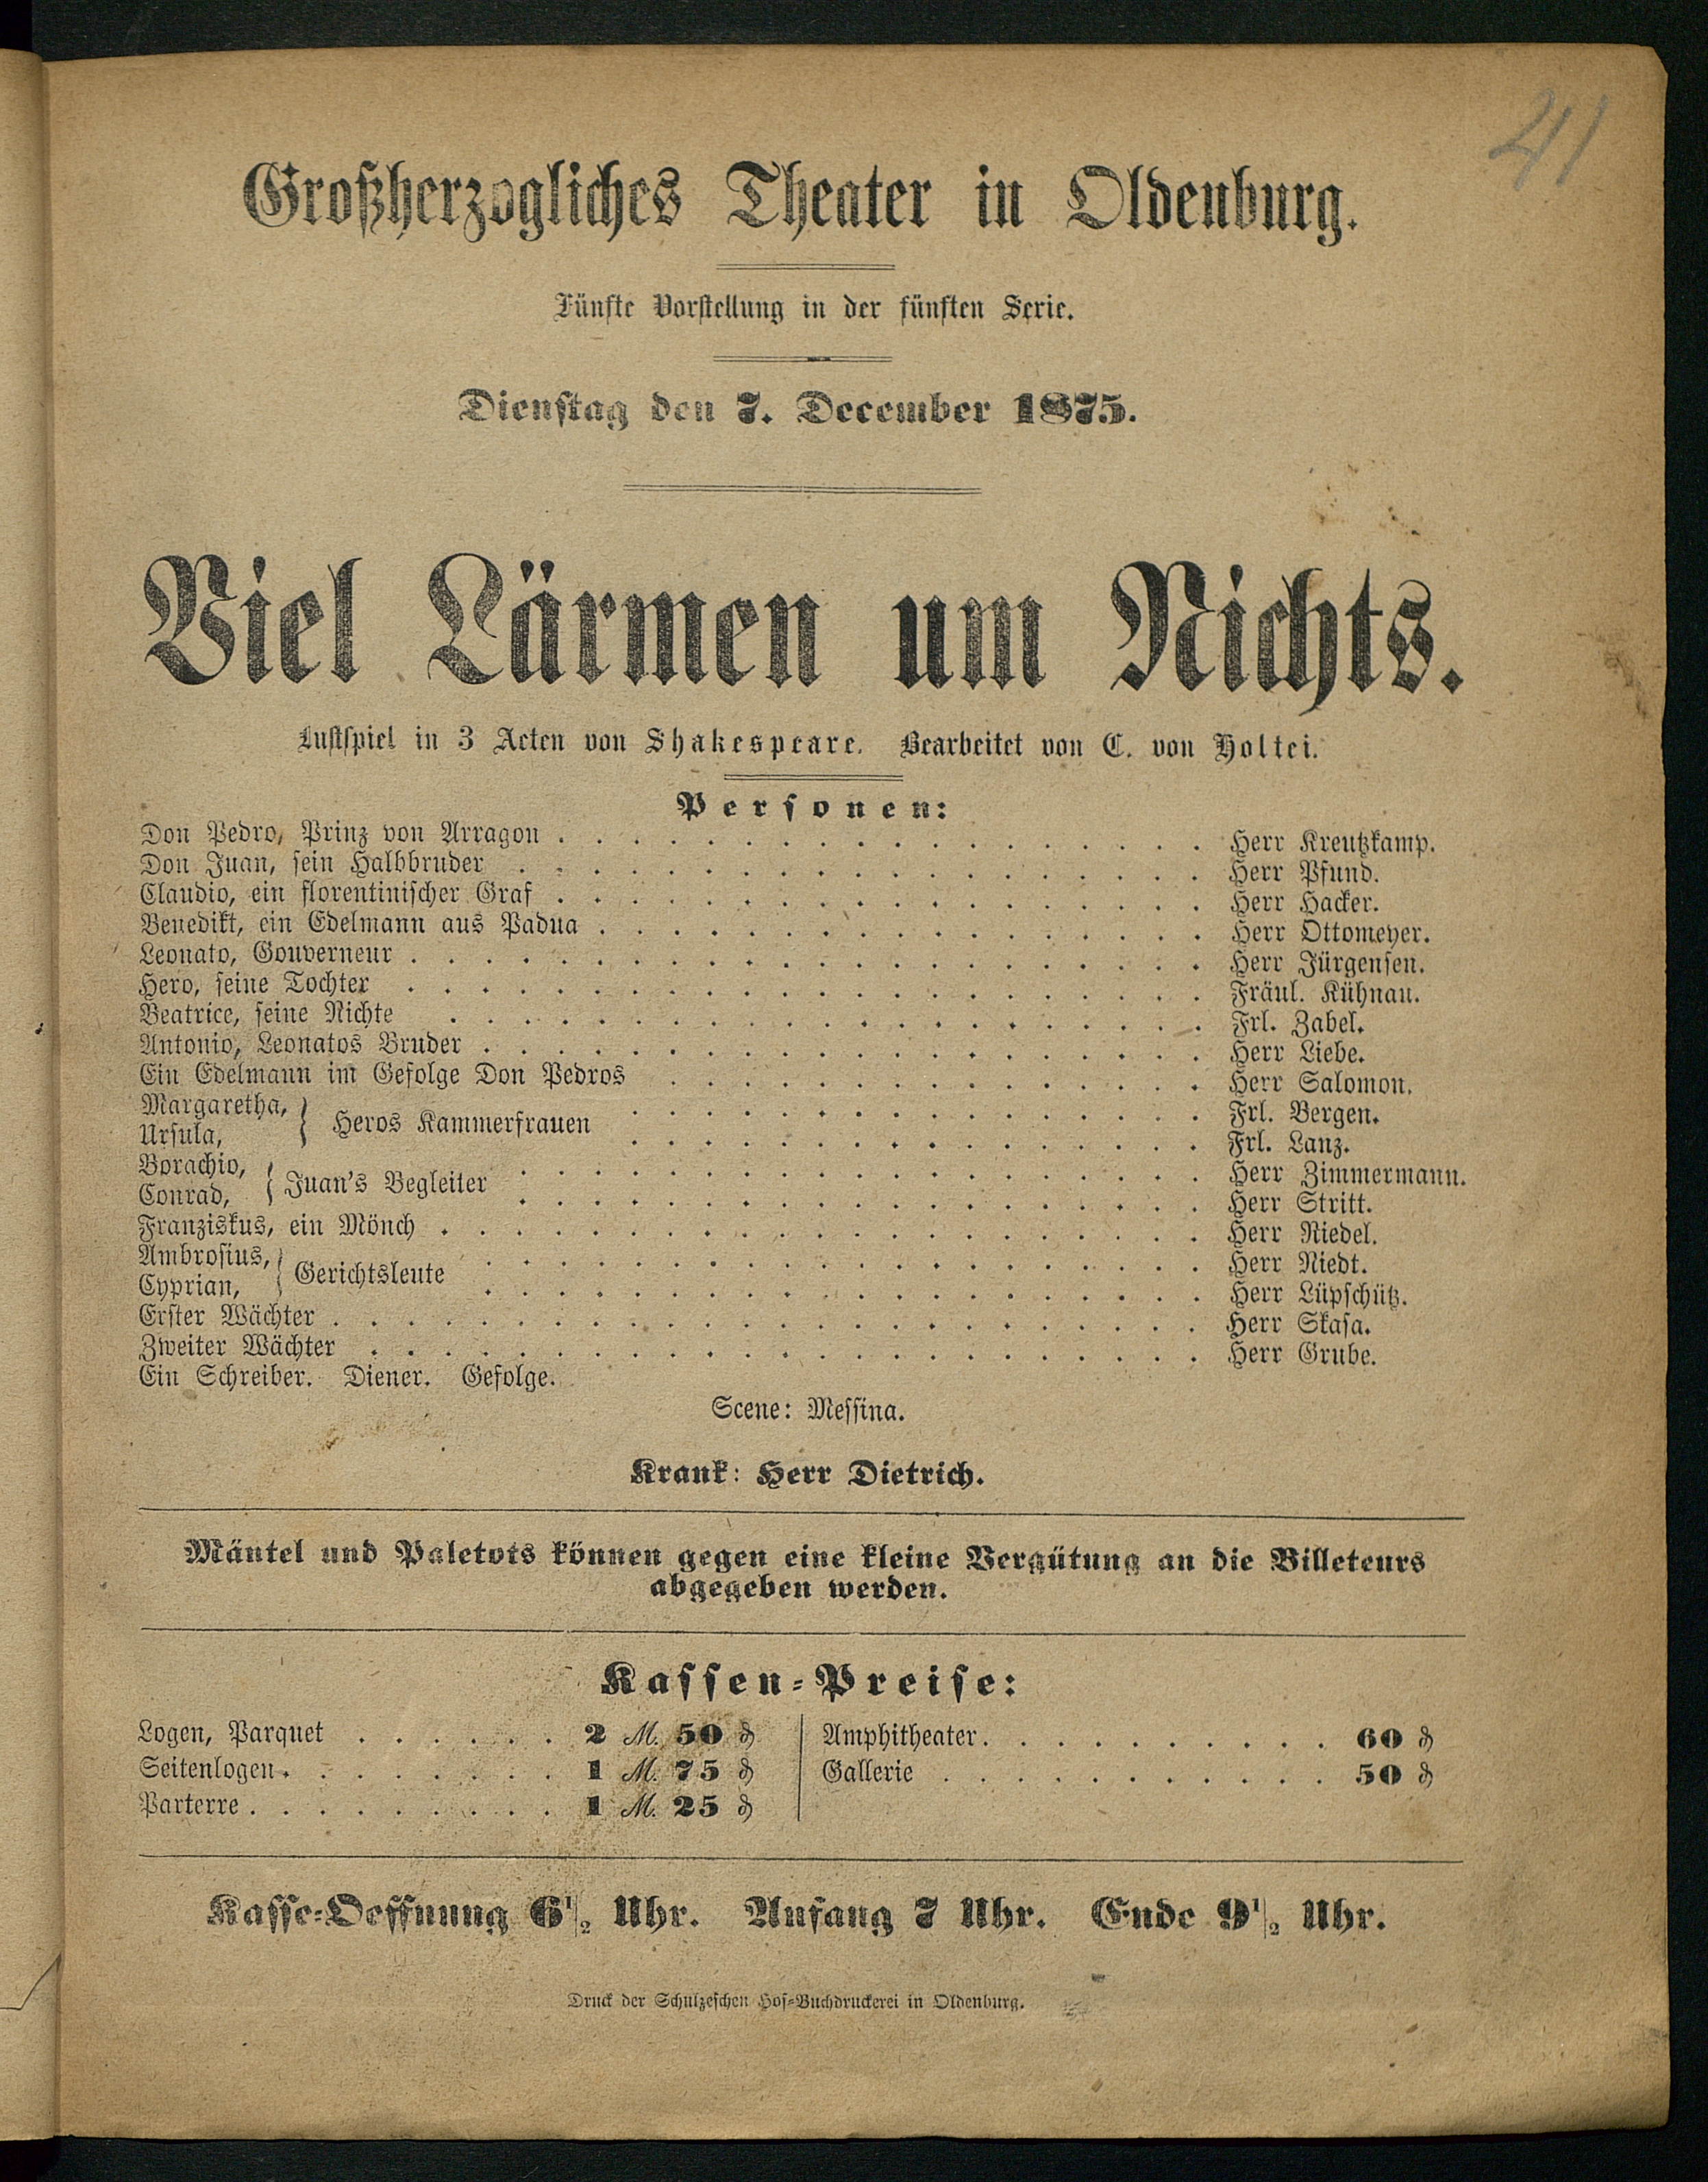 41
Großherzogliches Theater in Oldenburg.
Fünfte Vorstellung in der fünften Serie.
Dienstag den 7. December 1875.
Viel Lärmen um Nichts.
Lustspiel in 3 Acten von Shakespeare. Bearbeitet von C. von Holtei.
Personen:
Don Pedro, Prinz von Arragon . . . . . Herr Kreutzkamp.
Don Juan, sein Halbbruder . . . . . Herr Pfund.
Claudio, ein florentinischer Graf . . . . . Herr Hacker.
Benedikt, ein Edelmann aus Padua . . . . . Herr Ottomeyer.
Leonato, Gouverneur . . . . . Herr Jürgensen.
Hero, seine Tochter . . . . . Fräul. Kühnau.
Beatrice, seine Nichte . . . . . Frl. Zabel.
Antonio, Leonatos Bruder . . . . . Herr Liebe.
Ein Edelmann im Gefolge Don Pedros . . . . . Herr Salomon.
Margaretha, } Heros Kammerfrauen . . . . . Frl. Bergen.
Ursula, . . . . . Frl. Lanz.
Borachio, { Juan's Begleiter . . . . . Herr Zimmermann.
Conrad, . . . . . Herr Stritt.
Franziskus, ein Mönch . . . . . Herr Riedel.
Ambrosius, } Gerichtsleute . . . . . Herr Niedt.
Cyprian, . . . . . Herr Lüpschütz.
Erster Wächter . . . . . Herr Skasa.
Zweiter Wächter . . . . . Herr Grube.
Ein Schreiber. Diener. Gefolge.
Scene: Messina.
Krank: Herr Dietrich.
Mäntel und Paletots können gegen eine kleine Vergütung an die Billeteurs
abgegeben werden.
Kassen-Preise:
Logen, Parquet . . . . . 2 M. 50 ₰
Seitenlogen . . . . . 1 M. 75 ₰
Parterre . . . . . 1 M. 25 ₰
Amphitheater . . . . . 60 ₰
Gallerie . . . . . 50 ₰
Kasse-Oeffnung 6 1/2 Uhr. Anfang 7 Uhr. Ende 9 1/2 Uhr.
Druck der Schulzeschen Hof-Buchdruckerei in Oldenburg.